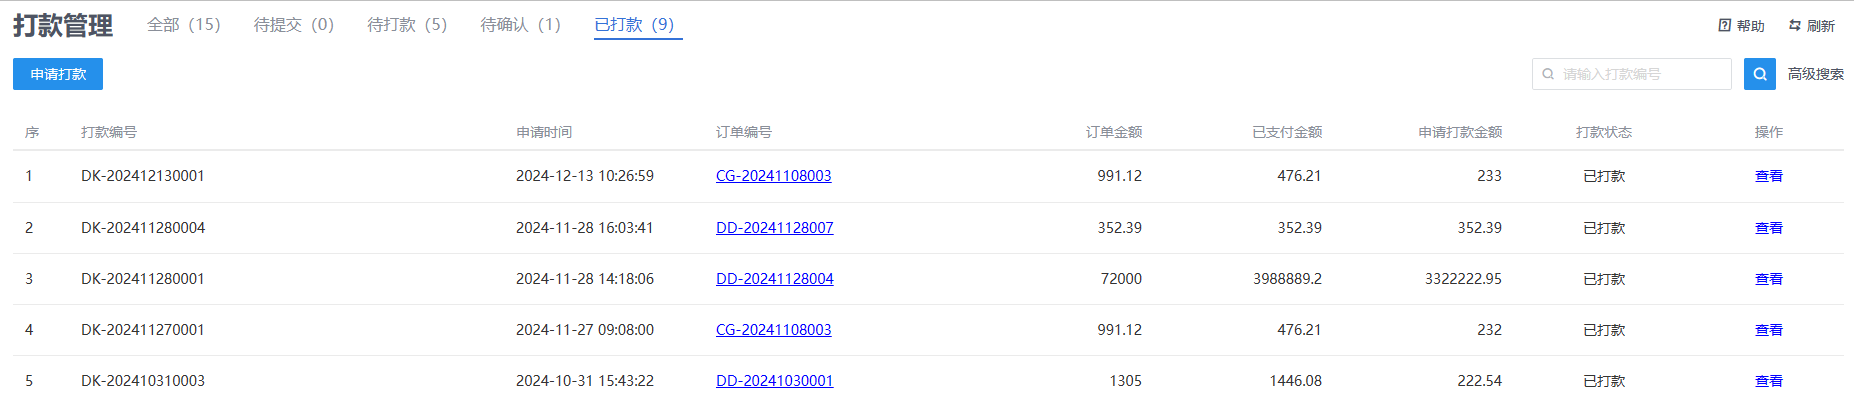 打款管理 全部（15） 待提交（0） 待打款（5） 待确认（1） 已打款（9） 帮助 刷新
申请打款 请输入打款编号 高级搜索
序 打款编号 申请时间 订单编号 订单金额 已支付金额 申请打款金额 打款状态 操作
1 DK-202412130001 2024-12-13 10:26:59 CG-20241108003 991.12 476.21 233 已打款 查看
2 DK-202411280004 2024-11-28 16:03:41 DD-20241128007 352.39 352.39 352.39 已打款 查看
3 DK-202411280001 2024-11-28 14:18:06 DD-20241128004 72000 3988889.2 3322222.95 已打款 查看
4 DK-202411270001 2024-11-27 09:08:00 CG-20241108003 991.12 476.21 232 已打款 查看
5 DK-202410310003 2024-10-31 15:43:22 DD-20241030001 1305 1446.08 222.54 已打款 查看